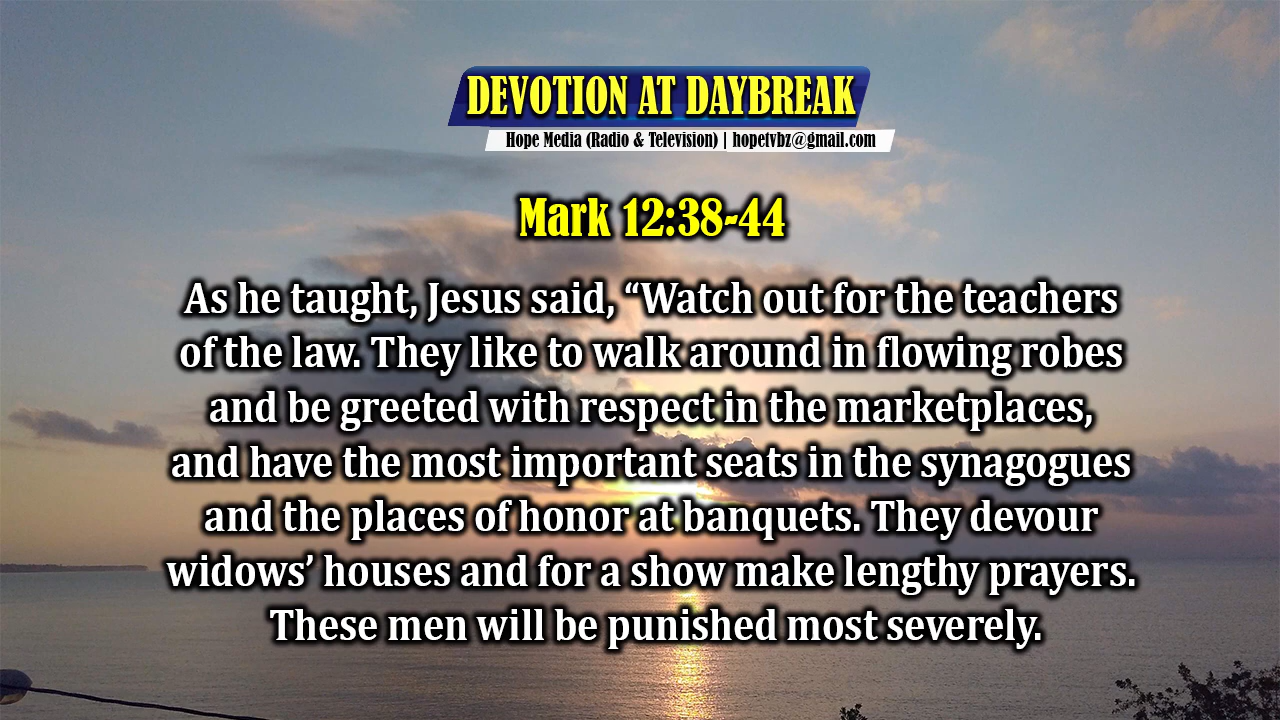 DEVOTION AT DAYBREAK
Hope Media (Radio & Television) | hopetvbz@gmail.com
Mark 12:38-44
As he taught, Jesus said, “Watch out for the teachers
of the law. They like to walk around in flowing robes
and be greeted with respect in the marketplaces,
and have the most important seats in the synagogues
and the places of honor at banquets. They devour
widows’ houses and for a show make lengthy prayers.
These men will be punished most severely.